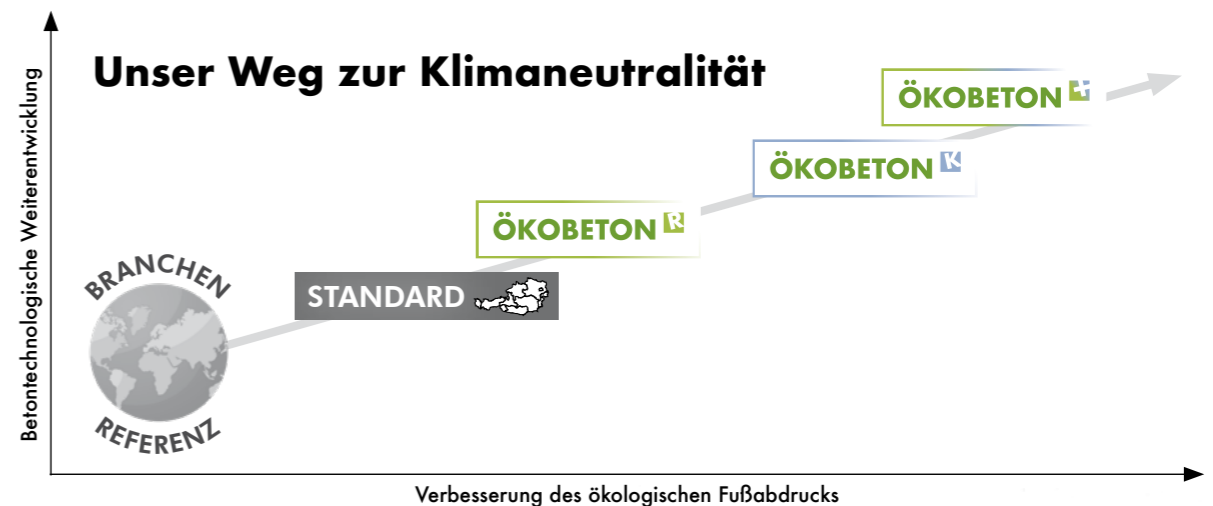 Unser Weg zur Klimaneutralität
ÖKOBETON +
ÖKOBETON K
ÖKOBETON R
STANDARD
BRANCHEN
REFERENZ
Betontechnologische Weiterentwicklung
Verbesserung des ökologischen Fußabdrucks